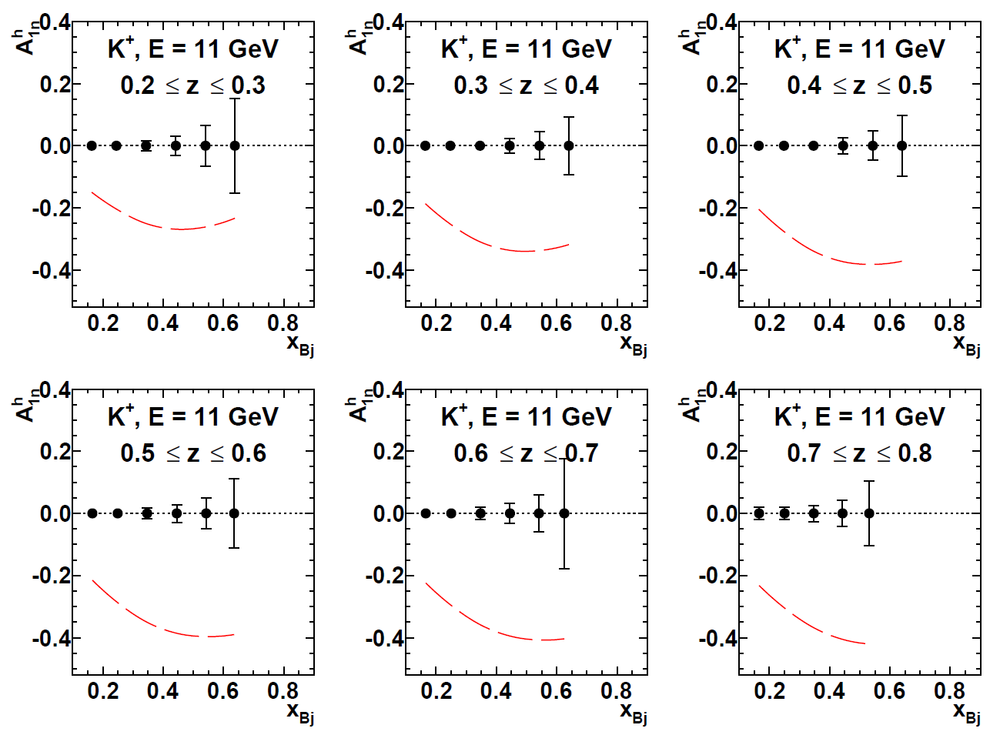 A₁ₙʰ
K⁺, E = 11 GeV
0.2 ≤ z ≤ 0.3
0.4
0.2
0.0
-0.2
-0.4
0.2 0.4 0.6 0.8
x_Bj
A₁ₙʰ
K⁺, E = 11 GeV
0.3 ≤ z ≤ 0.4
0.4
0.2
0.0
-0.2
-0.4
0.2 0.4 0.6 0.8
x_Bj
A₁ₙʰ
K⁺, E = 11 GeV
0.4 ≤ z ≤ 0.5
0.4
0.2
0.0
-0.2
-0.4
0.2 0.4 0.6 0.8
x_Bj
A₁ₙʰ
K⁺, E = 11 GeV
0.5 ≤ z ≤ 0.6
0.4
0.2
0.0
-0.2
-0.4
0.2 0.4 0.6 0.8
x_Bj
A₁ₙʰ
K⁺, E = 11 GeV
0.6 ≤ z ≤ 0.7
0.4
0.2
0.0
-0.2
-0.4
0.2 0.4 0.6 0.8
x_Bj
A₁ₙʰ
K⁺, E = 11 GeV
0.7 ≤ z ≤ 0.8
0.4
0.2
0.0
-0.2
-0.4
0.2 0.4 0.6 0.8
x_Bj